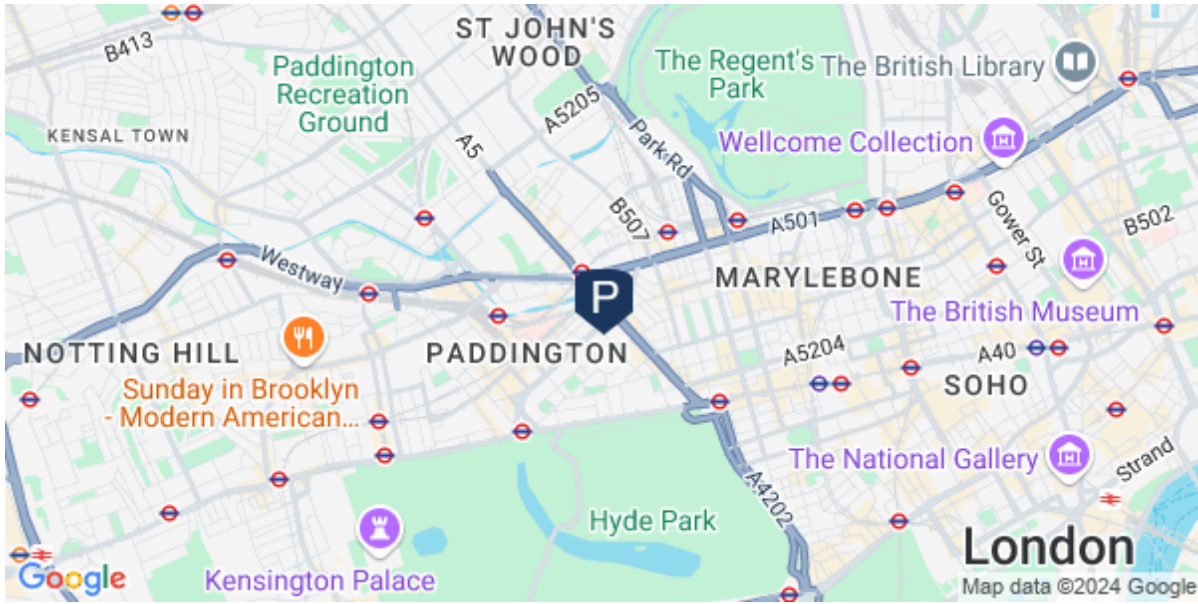 ST JOHN'S
WOOD
B413
Paddington
Recreation
Ground
The Regent's
Park
The British Library
A5205
KENSAL TOWN
A5
Park Rd
Wellcome Collection
B507
A501
Gower St
B502
Westway
MARYLEBONE
P
The British Museum
NOTTING HILL
PADDINGTON
A5204
A40
SOHO
Sunday in Brooklyn
- Modern American...
The National Gallery
Strand
A4202
Hyde Park
London
Kensington Palace
Google
Map data ©2024 Google